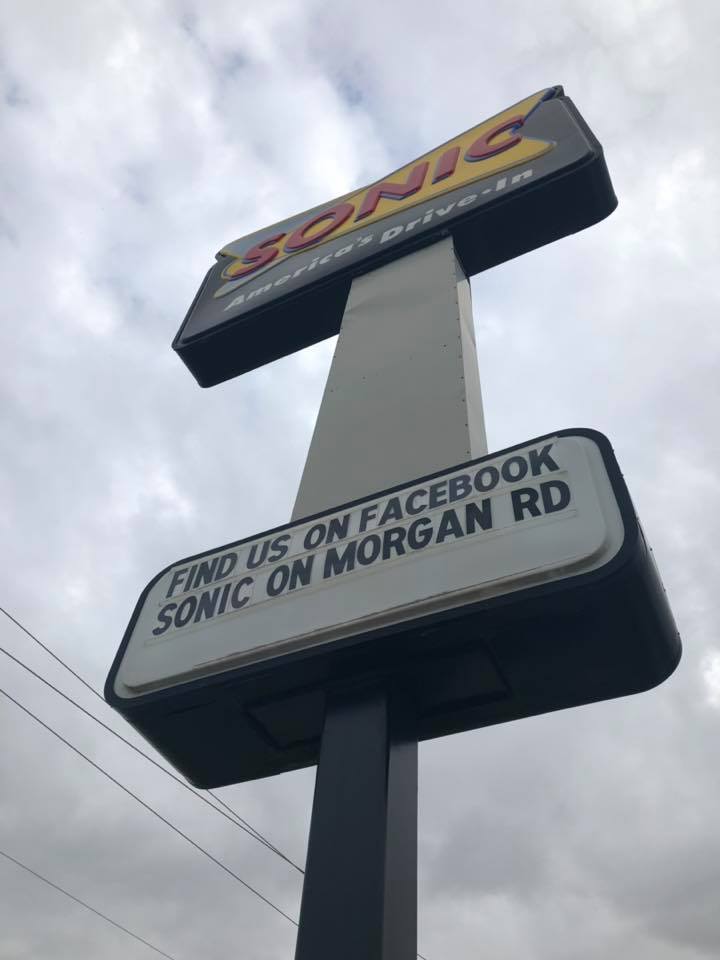 SONIC
America's Drive-In
FIND US ON FACEBOOK
SONIC ON MORGAN RD